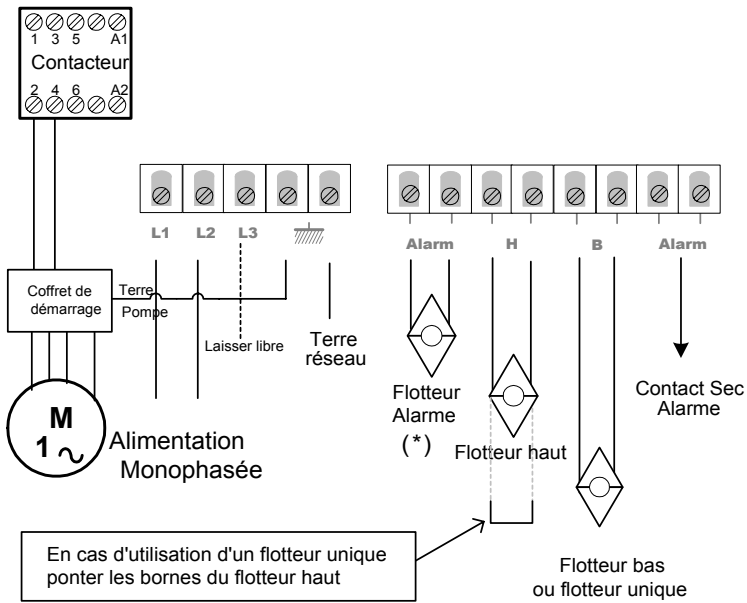 1 3 5 A1
Contacteur
2 4 6 A2
L1 L2 L3
Alarm H B Alarm
Coffret de
démarrage
Terre
Pompe
Laisser libre
Terre
réseau
M
1 ~
Alimentation
Monophasée
Flotteur
Alarme
(*)
Flotteur haut
Contact Sec
Alarme
En cas d'utilisation d'un flotteur unique
ponter les bornes du flotteur haut
Flotteur bas
ou flotteur unique